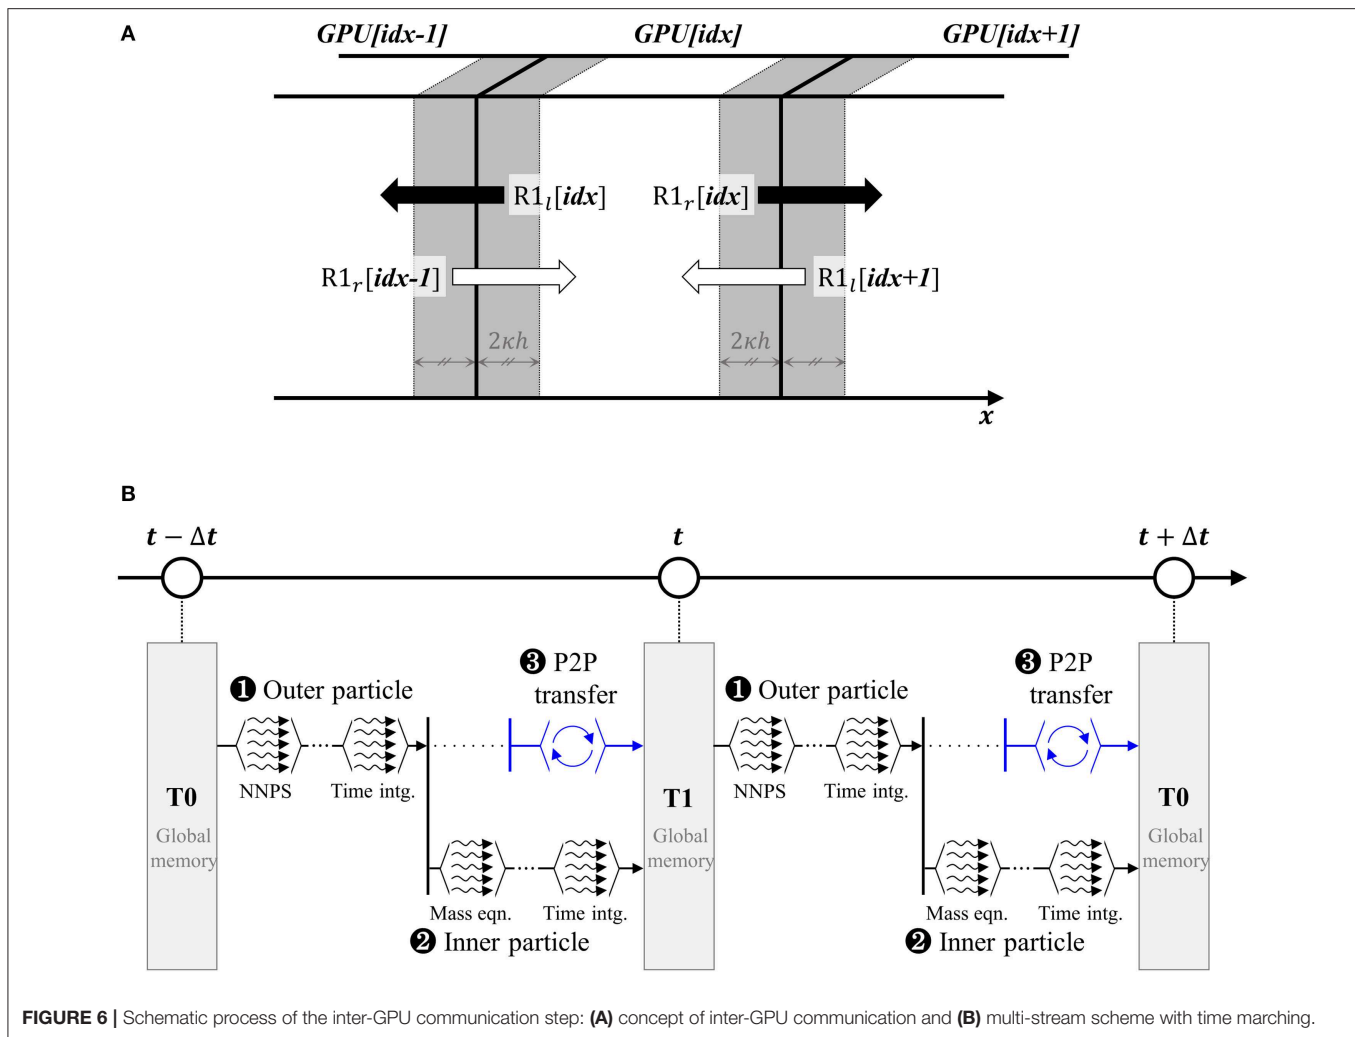 A
GPU[idx-1] GPU[idx] GPU[idx+1]
R1l[idx] R1r[idx]
R1r[idx-1] R1l[idx+1]
2κh 2κh
x
B
t − Δt t t + Δt
❶ Outer particle ❸ P2P transfer ❶ Outer particle ❸ P2P transfer
NNPS Time intg. NNPS Time intg.
T0 T1 T0
Global memory Global memory Global memory
Mass eqn. Time intg. Mass eqn. Time intg.
❷ Inner particle ❷ Inner particle
FIGURE 6 | Schematic process of the inter-GPU communication step: (A) concept of inter-GPU communication and (B) multi-stream scheme with time marching.